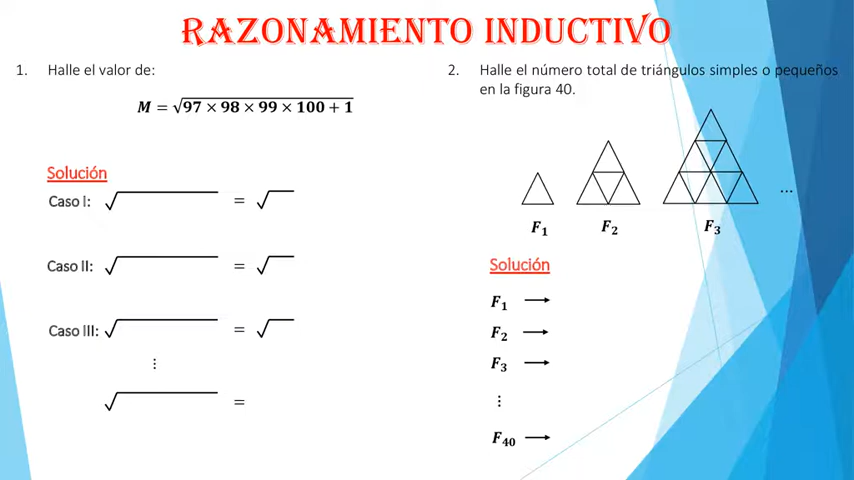 RAZONAMIENTO INDUCTIVO
1. Halle el valor de:
M = √97 × 98 × 99 × 100 + 1
Solución
Caso I: √ = √
Caso II: √ = √
Caso III: √ = √
⋮
√ =
2. Halle el número total de triángulos simples o pequeños
en la figura 40.
...
F₁ F₂ F₃
Solución
F₁ →
F₂ →
F₃ →
⋮
F₄₀ →